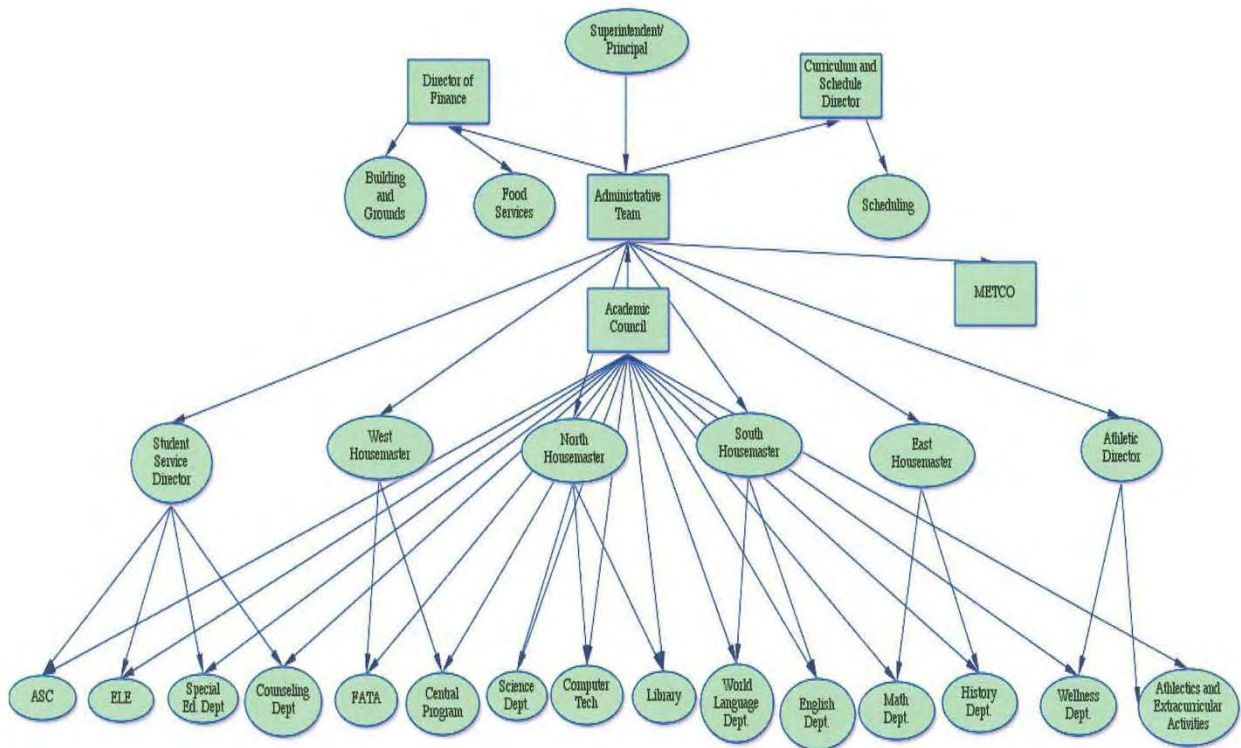 Superintendent/
Principal
Director of
Finance
Curriculum and
Schedule
Director
Building
and
Grounds
Food
Services
Administrative
Team
Scheduling
METCO
Academic
Council
Student
Service
Director
West
Housemaster
North
Housemaster
South
Housemaster
East
Housemaster
Athletic
Director
ASC
ELE
Special
Ed. Dept
Counseling
Dept
FATA
Central
Program
Science
Dept.
Computer
Tech
Library
World
Language
Dept.
English
Dept.
Math
Dept.
History
Dept.
Wellness
Dept.
Athlectics and
Extracurricular
Activities